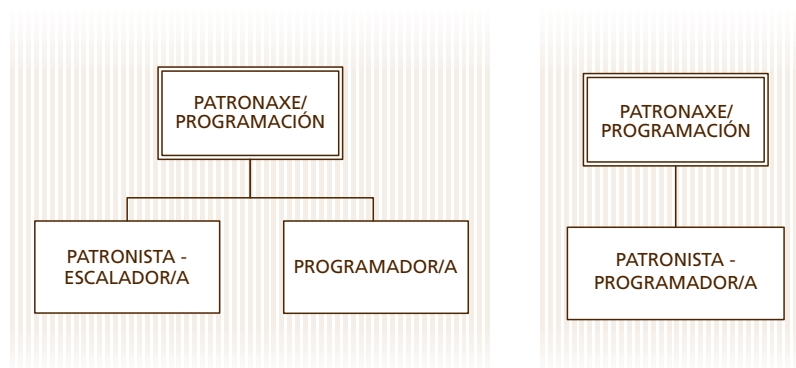 PATRONAXE/
PROGRAMACIÓN
PATRONISTA -
ESCALADOR/A
PROGRAMADOR/A
PATRONAXE/
PROGRAMACIÓN
PATRONISTA -
PROGRAMADOR/A